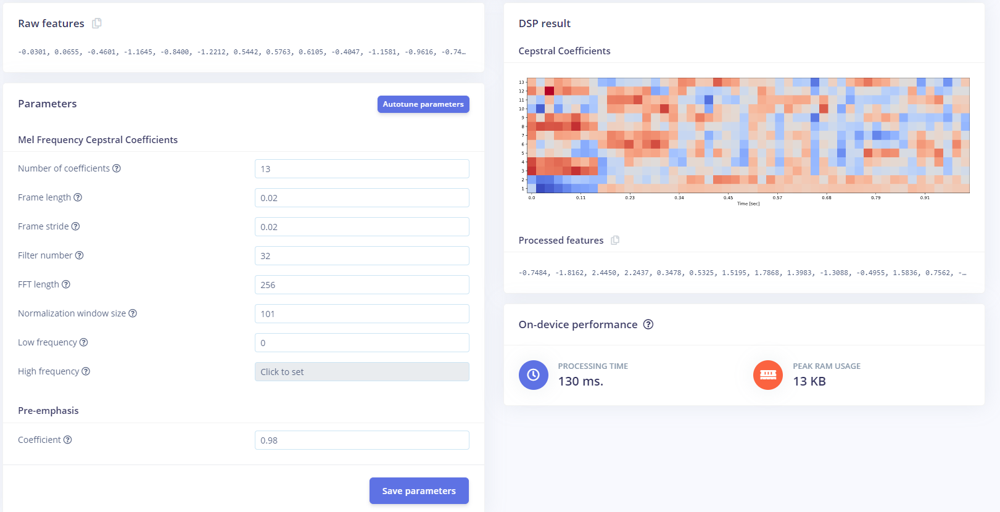 Raw features
-0.0301, 0.0655, -0.4601, -1.1645, -0.8400, -1.2212, 0.5442, 0.5763, 0.6105, -0.4047, -1.1581, -0.9616, -0.74…
Parameters
Autotune parameters
Mel Frequency Cepstral Coefficients
Number of coefficients
13
Frame length
0.02
Frame stride
0.02
Filter number
32
FFT length
256
Normalization window size
101
Low frequency
0
High frequency
Click to set
Pre-emphasis
Coefficient
0.98
Save parameters
DSP result
Cepstral Coefficients
13
12
11
10
9
8
7
6
5
4
3
2
1
0.0 0.11 0.23 0.34 0.45 0.57 0.68 0.79 0.91
Time [sec]
Processed features
-0.7484, -1.8162, 2.4450, 2.2437, 0.3478, 0.5325, 1.5195, 1.7868, 1.3983, -1.3088, -0.4955, 1.5836, 0.7562, -…
On-device performance
PROCESSING TIME
130 ms.
PEAK RAM USAGE
13 KB